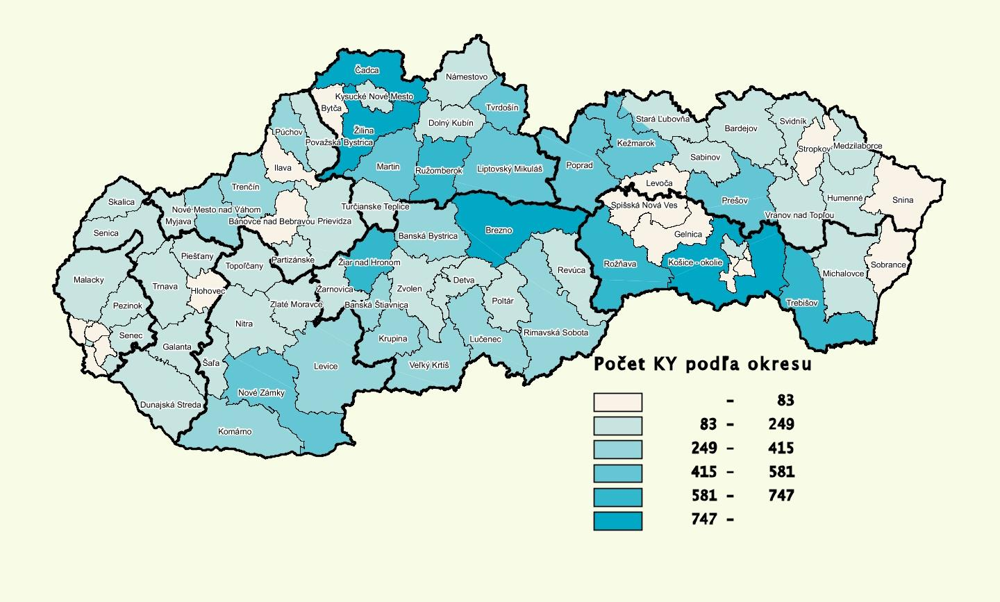 Čadca
Námestovo
Kysucké Nové Mesto
Bytča
Tvrdošín
Stará Ľubovňa
Svidník
Dolný Kubín
Bardejov
Púchov
Žilina
Považská Bystrica
Kežmarok
Stropkov
Medzilaborce
Sabinov
Ilava
Martin
Ružomberok
Liptovský Mikuláš
Poprad
Levoča
Trenčín
Skalica
Humenné
Snina
Prešov
Nové Mesto nad Váhom
Turčianske Teplice
Spišská Nová Ves
Vranov nad Topľou
Myjava
Bánovce nad Bebravou
Prievidza
Senica
Brezno
Banská Bystrica
Gelnica
Piešťany
Partizánske
Žiar nad Hronom
Rožňava
Košice - okolie
Topoľčany
Sobrance
Revúca
Michalovce
Malacky
Trnava
Hlohovec
Žarnovica
Zvolen
Detva
Pezinok
Zlaté Moravce
Banská Štiavnica
Poltár
Trebišov
Nitra
Senec
Krupina
Lučenec
Rimavská Sobota
Galanta
Šaľa
Levice
Veľký Krtíš
Nové Zámky
Dunajská Streda
Komárno
Počet KY podľa okresu
- 83
83 - 249
249 - 415
415 - 581
581 - 747
747 -